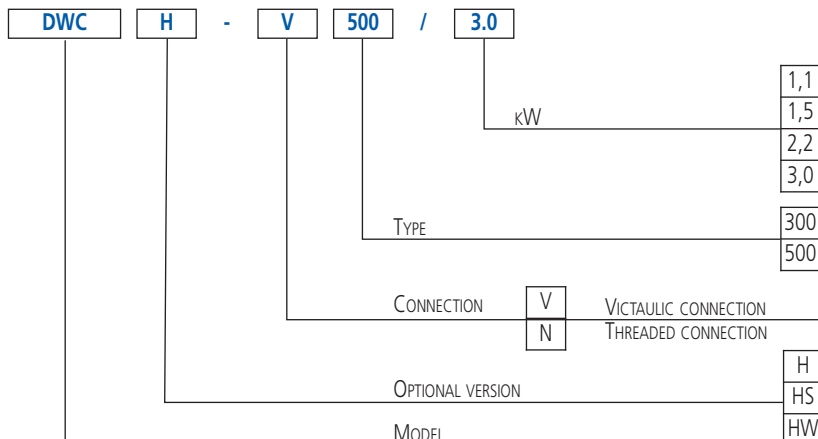 DWC H - V 500 / 3.0
1,1
kW 1,5
2,2
3,0
Type 300
500
Connection V Victaulic connection
N Threaded connection
H
Optional version HS
HW
Model